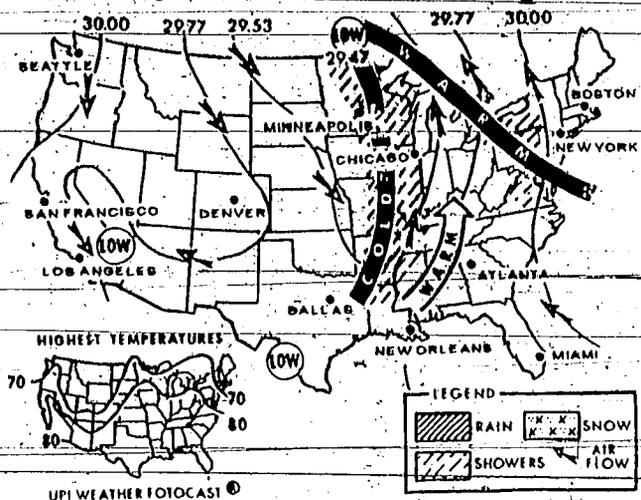 30.00 29.77 29.53 29.77 30.00
LOW
29.47
SEATTLE
WARM
BOSTON
MINNEAPOLIS
NEW YORK
CHICAGO
SAN FRANCISCO
DENVER
COLD
LOW
LOS ANGELES
WARM
ATLANTA
DALLAS
NEW ORLEANS
LOW
MIAMI
HIGHEST TEMPERATURES
70
70
80
80
LEGEND
RAIN
SNOW
SHOWERS
AIR
FLOW
UPI WEATHER FOTOCAST